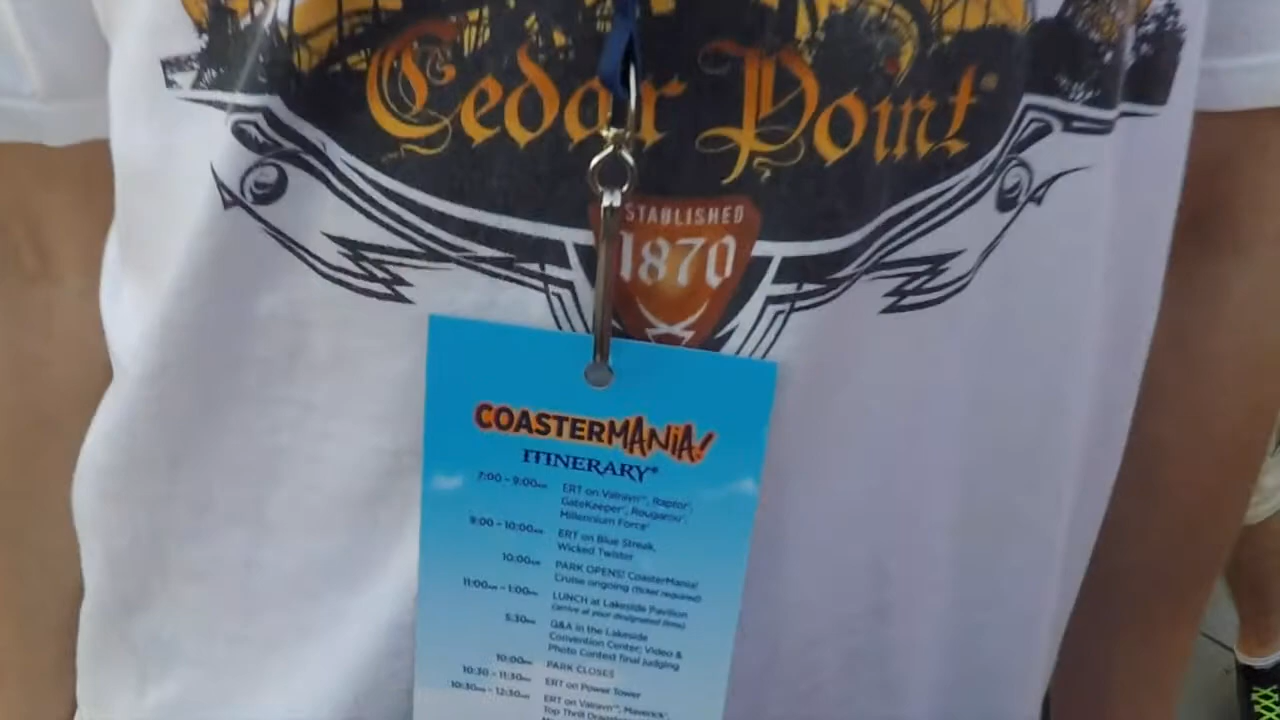 Cedar Point
ESTABLISHED
1870
COASTERMANIA!
ITINERARY*
7:00 - 9:00AM ERT on Valravn™, Raptor®,
GateKeeper®, Rougarou®,
Millennium Force®
9:00 - 10:00AM ERT on Blue Streak,
Wicked Twister
10:00AM PARK OPENS! CoasterMania!
Cruise ongoing (ticket required)
11:00AM - 1:00PM LUNCH at Lakeside Pavilion
(arrive at your designated time)
5:30PM Q&A in the Lakeside
Convention Center; Video &
Photo Contest final judging
10:00PM PARK CLOSES
10:30 - 11:30PM ERT on Power Tower
10:30PM - 12:30AM ERT on Valravn™, Maverick®,
Top Thrill